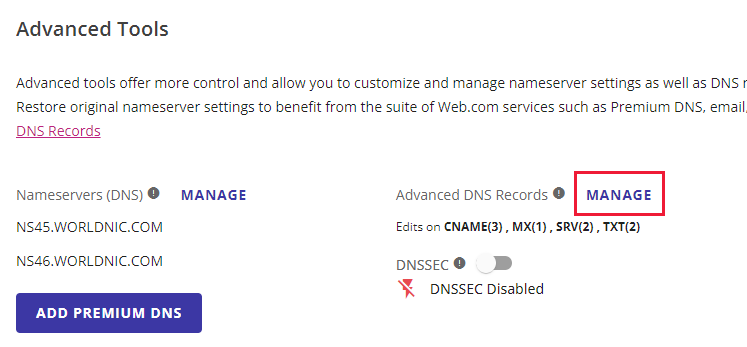 Advanced Tools
Advanced tools offer more control and allow you to customize and manage nameserver settings as well as DNS
Restore original nameserver settings to benefit from the suite of Web.com services such as Premium DNS, email,
DNS Records
Nameservers (DNS) MANAGE
Advanced DNS Records MANAGE
NS45.WORLDNIC.COM
Edits on CNAME(3) , MX(1) , SRV(2) , TXT(2)
NS46.WORLDNIC.COM
DNSSEC
DNSSEC Disabled
ADD PREMIUM DNS